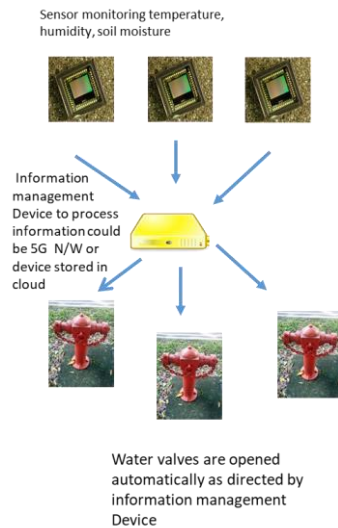 Sensor monitoring temperature,
humidity, soil moisture
Information
management
Device to process
information could
be 5G N/W or
device stored in
cloud
Water valves are opened
automatically as directed by
information management
Device